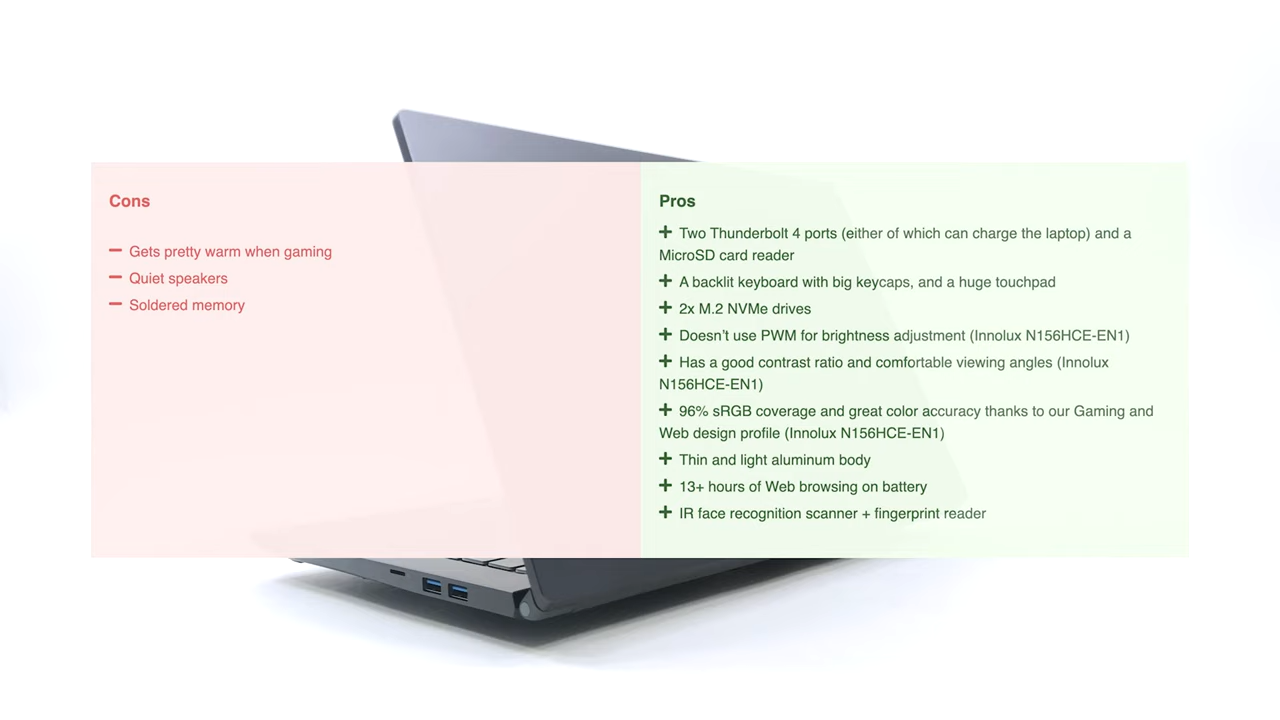 Cons
Gets pretty warm when gaming
Quiet speakers
Soldered memory
Pros
Two Thunderbolt 4 ports (either of which can charge the laptop) and a
MicroSD card reader
A backlit keyboard with big keycaps, and a huge touchpad
2x M.2 NVMe drives
Doesn’t use PWM for brightness adjustment (Innolux N156HCE-EN1)
Has a good contrast ratio and comfortable viewing angles (Innolux
N156HCE-EN1)
96% sRGB coverage and great color accuracy thanks to our Gaming and
Web design profile (Innolux N156HCE-EN1)
Thin and light aluminum body
13+ hours of Web browsing on battery
IR face recognition scanner + fingerprint reader